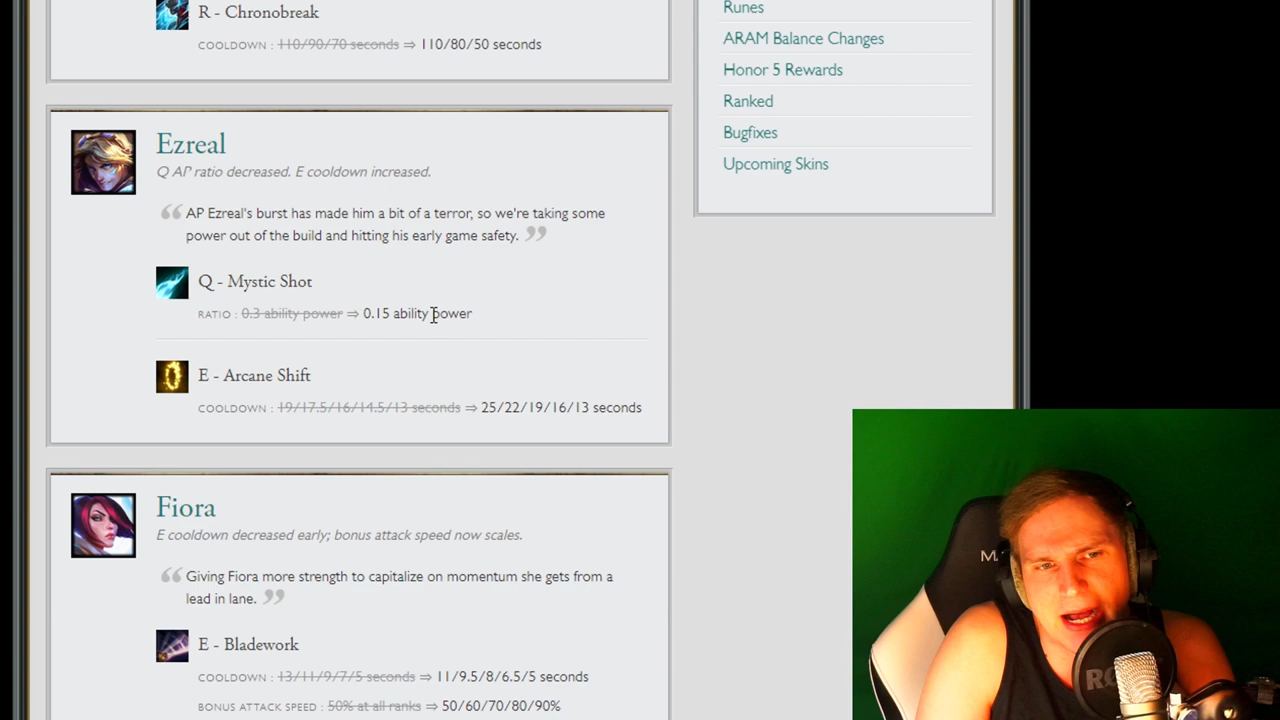 R - Chronobreak
COOLDOWN : 110/90/70 seconds ⇒ 110/80/50 seconds
Ezreal
Q AP ratio decreased. E cooldown increased.
“ AP Ezreal's burst has made him a bit of a terror, so we're taking some
power out of the build and hitting his early game safety. ”
Q - Mystic Shot
RATIO : 0.3 ability power ⇒ 0.15 ability power
E - Arcane Shift
COOLDOWN : 19/17.5/16/14.5/13 seconds ⇒ 25/22/19/16/13 seconds
Fiora
E cooldown decreased early; bonus attack speed now scales.
“ Giving Fiora more strength to capitalize on momentum she gets from a
lead in lane. ”
E - Bladework
COOLDOWN : 13/11/9/7/5 seconds ⇒ 11/9.5/8/6.5/5 seconds
BONUS ATTACK SPEED : 50% at all ranks ⇒ 50/60/70/80/90%
Runes
ARAM Balance Changes
Honor 5 Rewards
Ranked
Bugfixes
Upcoming Skins